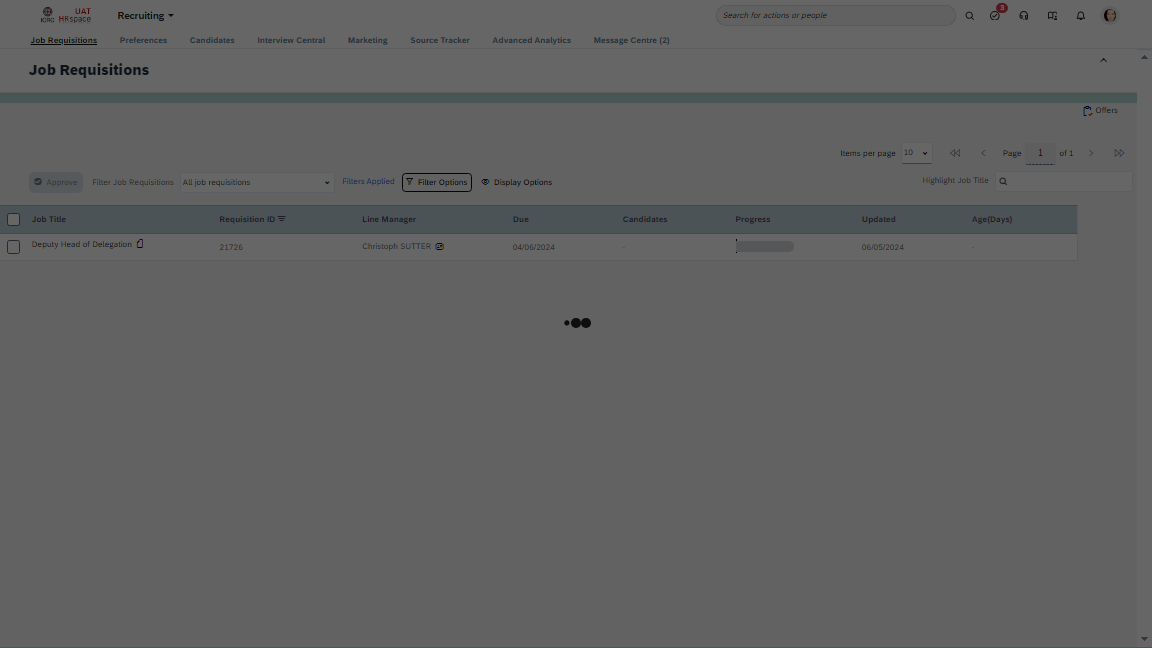 ICRC UAT HRspace Recruiting Search for actions or people 3
Job Requisitions Preferences Candidates Interview Central Marketing Source Tracker Advanced Analytics Message Centre (2)
Job Requisitions
Offers
Items per page 10 Page 1 of 1
Approve Filter Job Requisitions All job requisitions Filters Applied Filter Options Display Options Highlight Job Title
Job Title Requisition ID Line Manager Due Candidates Progress Updated Age(Days)
Deputy Head of Delegation 21726 Christoph SUTTER 04/06/2024 - 06/05/2024 -